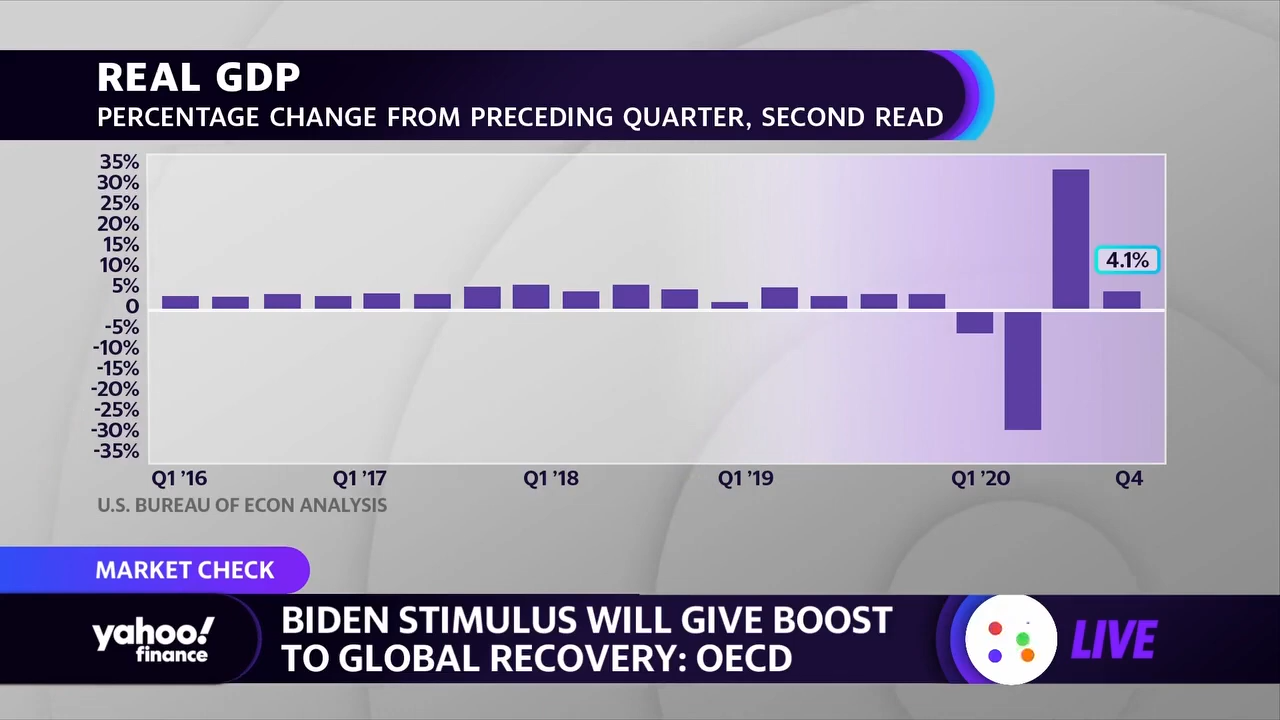 REAL GDP
PERCENTAGE CHANGE FROM PRECEDING QUARTER, SECOND READ
35%
30%
25%
20%
15%
10%
5%
0
-5%
-10%
-15%
-20%
-25%
-30%
-35%
4.1%
Q1 ’16 Q1 ’17 Q1 ’18 Q1 ’19 Q1 ’20 Q4
U.S. BUREAU OF ECON ANALYSIS
MARKET CHECK
yahoo!
finance
BIDEN STIMULUS WILL GIVE BOOST
TO GLOBAL RECOVERY: OECD
LIVE